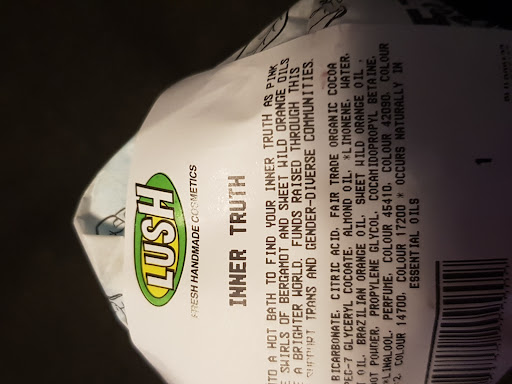 LUSH
FRESH HANDMADE COSMETICS
INNER TRUTH
TO A HOT BATH TO FIND YOUR INNER TRUTH AS PINK
SWIRLS OF BERGAMOT AND SWEET WILD ORANGE OILS
A BRIGHTER WORLD. FUNDS RAISED THROUGH THIS
SUPPORT TRANS AND GENDER-DIVERSE COMMUNITIES.
BICARBONATE, CITRIC ACID, FAIR TRADE ORGANIC COCOA
-7 GLYCERYL COCOATE, ALMOND OIL, *LIMONENE, WATER,
OIL, BRAZILIAN ORANGE OIL, SWEET WILD ORANGE OIL,
POWDER, PROPYLENE GLYCOL, COCAMIDOPROPYL BETAINE,
*LINALOOL, PERFUME, COLOUR 45410, COLOUR 42090, COLOUR
COLOUR 14700, COLOUR 17200 * OCCURS NATURALLY IN
ESSENTIAL OILS
1